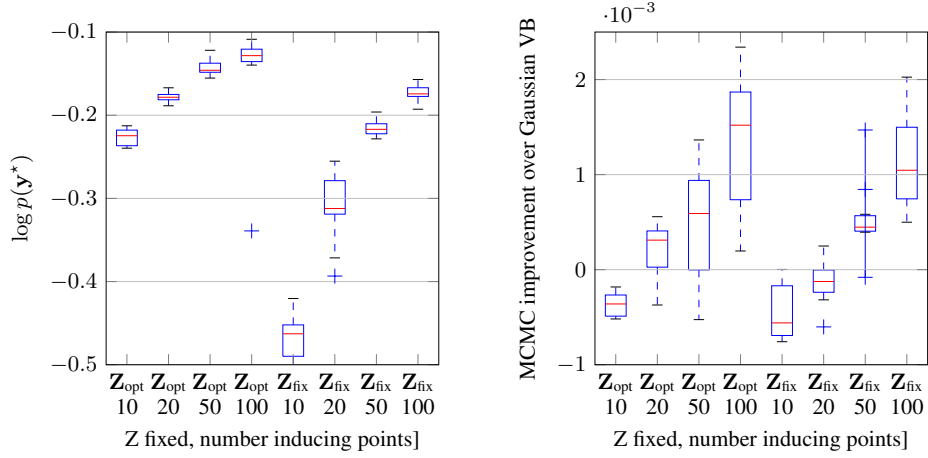 −0.1
−0.2
−0.3
−0.4
−0.5
log p(y⋆)
Zopt Zopt Zopt Zopt Zfix Zfix Zfix Zfix
10 20 50 100 10 20 50 100
Z fixed, number inducing points]
·10−3
2
1
0
−1
MCMC improvement over Gaussian VB
Zopt Zopt Zopt Zopt Zfix Zfix Zfix Zfix
10 20 50 100 10 20 50 100
Z fixed, number inducing points]